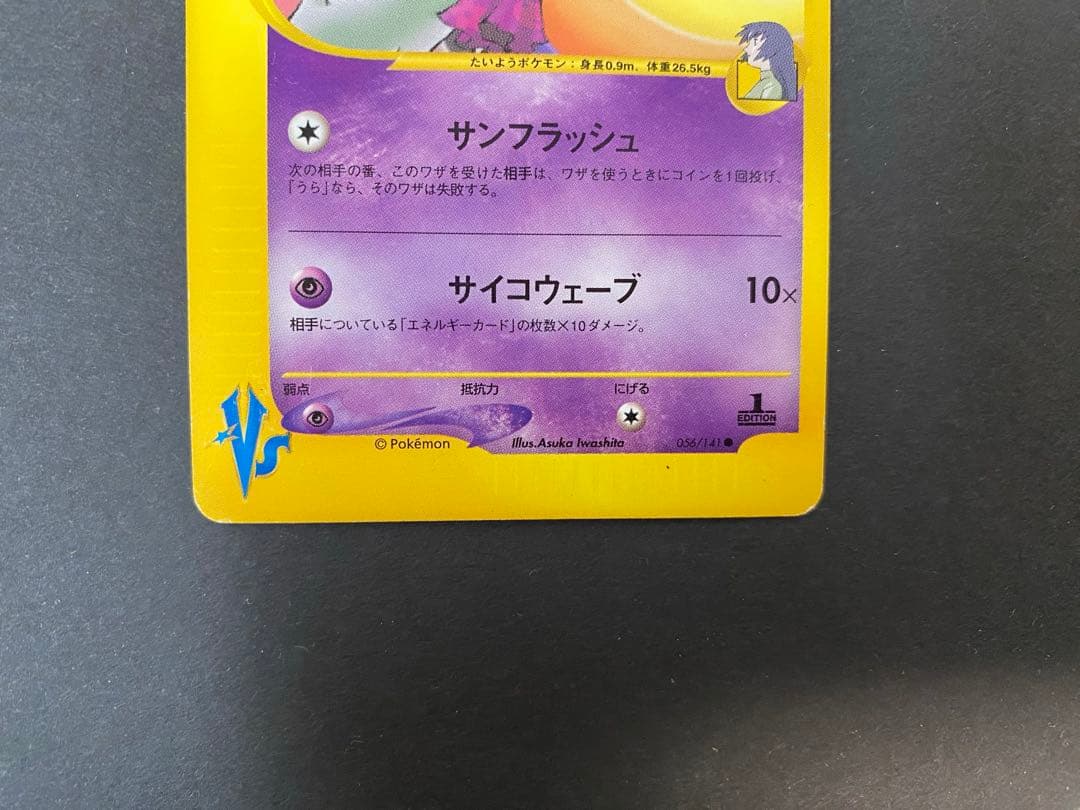 たいようポケモン：身長0.9m、体重26.5kg
サンフラッシュ
次の相手の番、このワザを受けた相手は、ワザを使うときにコインを1回投げ、
「うら」なら、そのワザは失敗する。
サイコウェーブ 10×
相手についている「エネルギーカード」の枚数×10ダメージ。
弱点 抵抗力 にげる
1
EDITION
Vs
© Pokémon Illus.Asuka Iwashita 056/141●